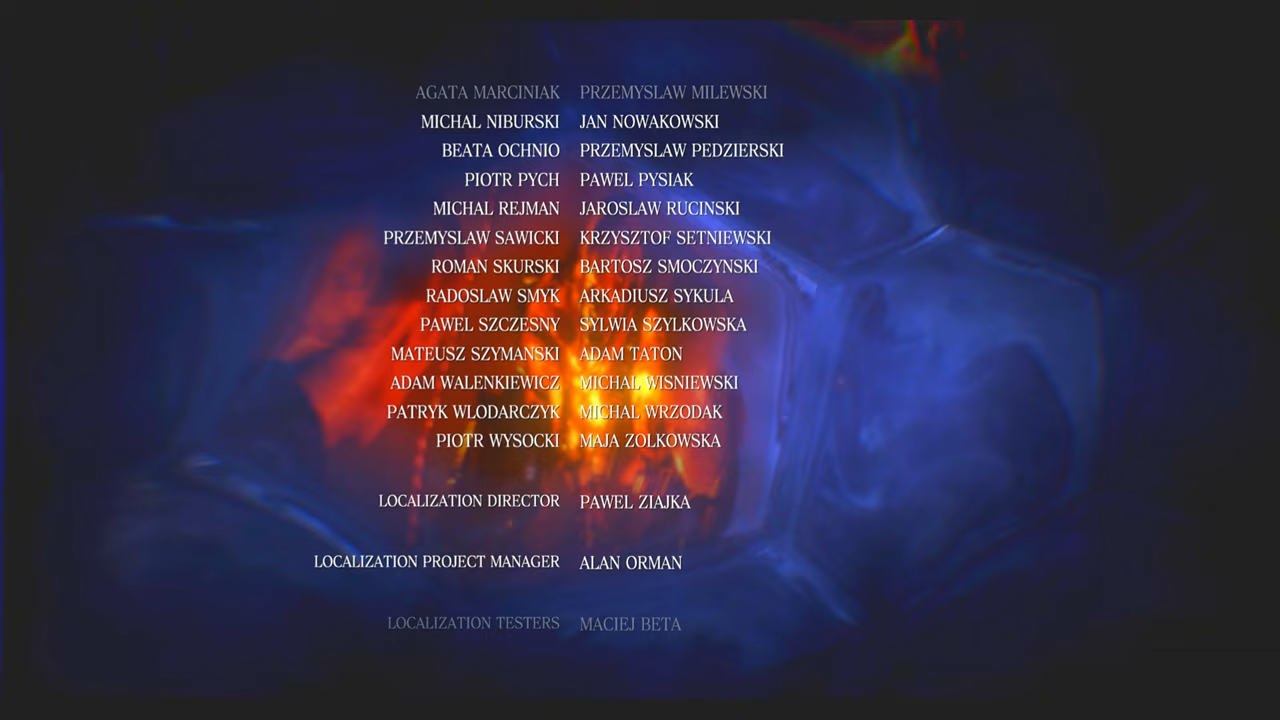 AGATA MARCINIAK PRZEMYSLAW MILEWSKI
MICHAL NIBURSKI JAN NOWAKOWSKI
BEATA OCHNIO PRZEMYSLAW PEDZIERSKI
PIOTR PYCH PAWEL PYSIAK
MICHAL REJMAN JAROSLAW RUCINSKI
PRZEMYSLAW SAWICKI KRZYSZTOF SETNIEWSKI
ROMAN SKURSKI BARTOSZ SMOCZYNSKI
RADOSLAW SMYK ARKADIUSZ SYKULA
PAWEL SZCZESNY SYLWIA SZYLKOWSKA
MATEUSZ SZYMANSKI ADAM TATON
ADAM WALENKIEWICZ MICHAL WISNIEWSKI
PATRYK WLODARCZYK MICHAL WRZODAK
PIOTR WYSOCKI MAJA ZOLKOWSKA
LOCALIZATION DIRECTOR PAWEL ZIAJKA
LOCALIZATION PROJECT MANAGER ALAN ORMAN
LOCALIZATION TESTERS MACIEJ BETA